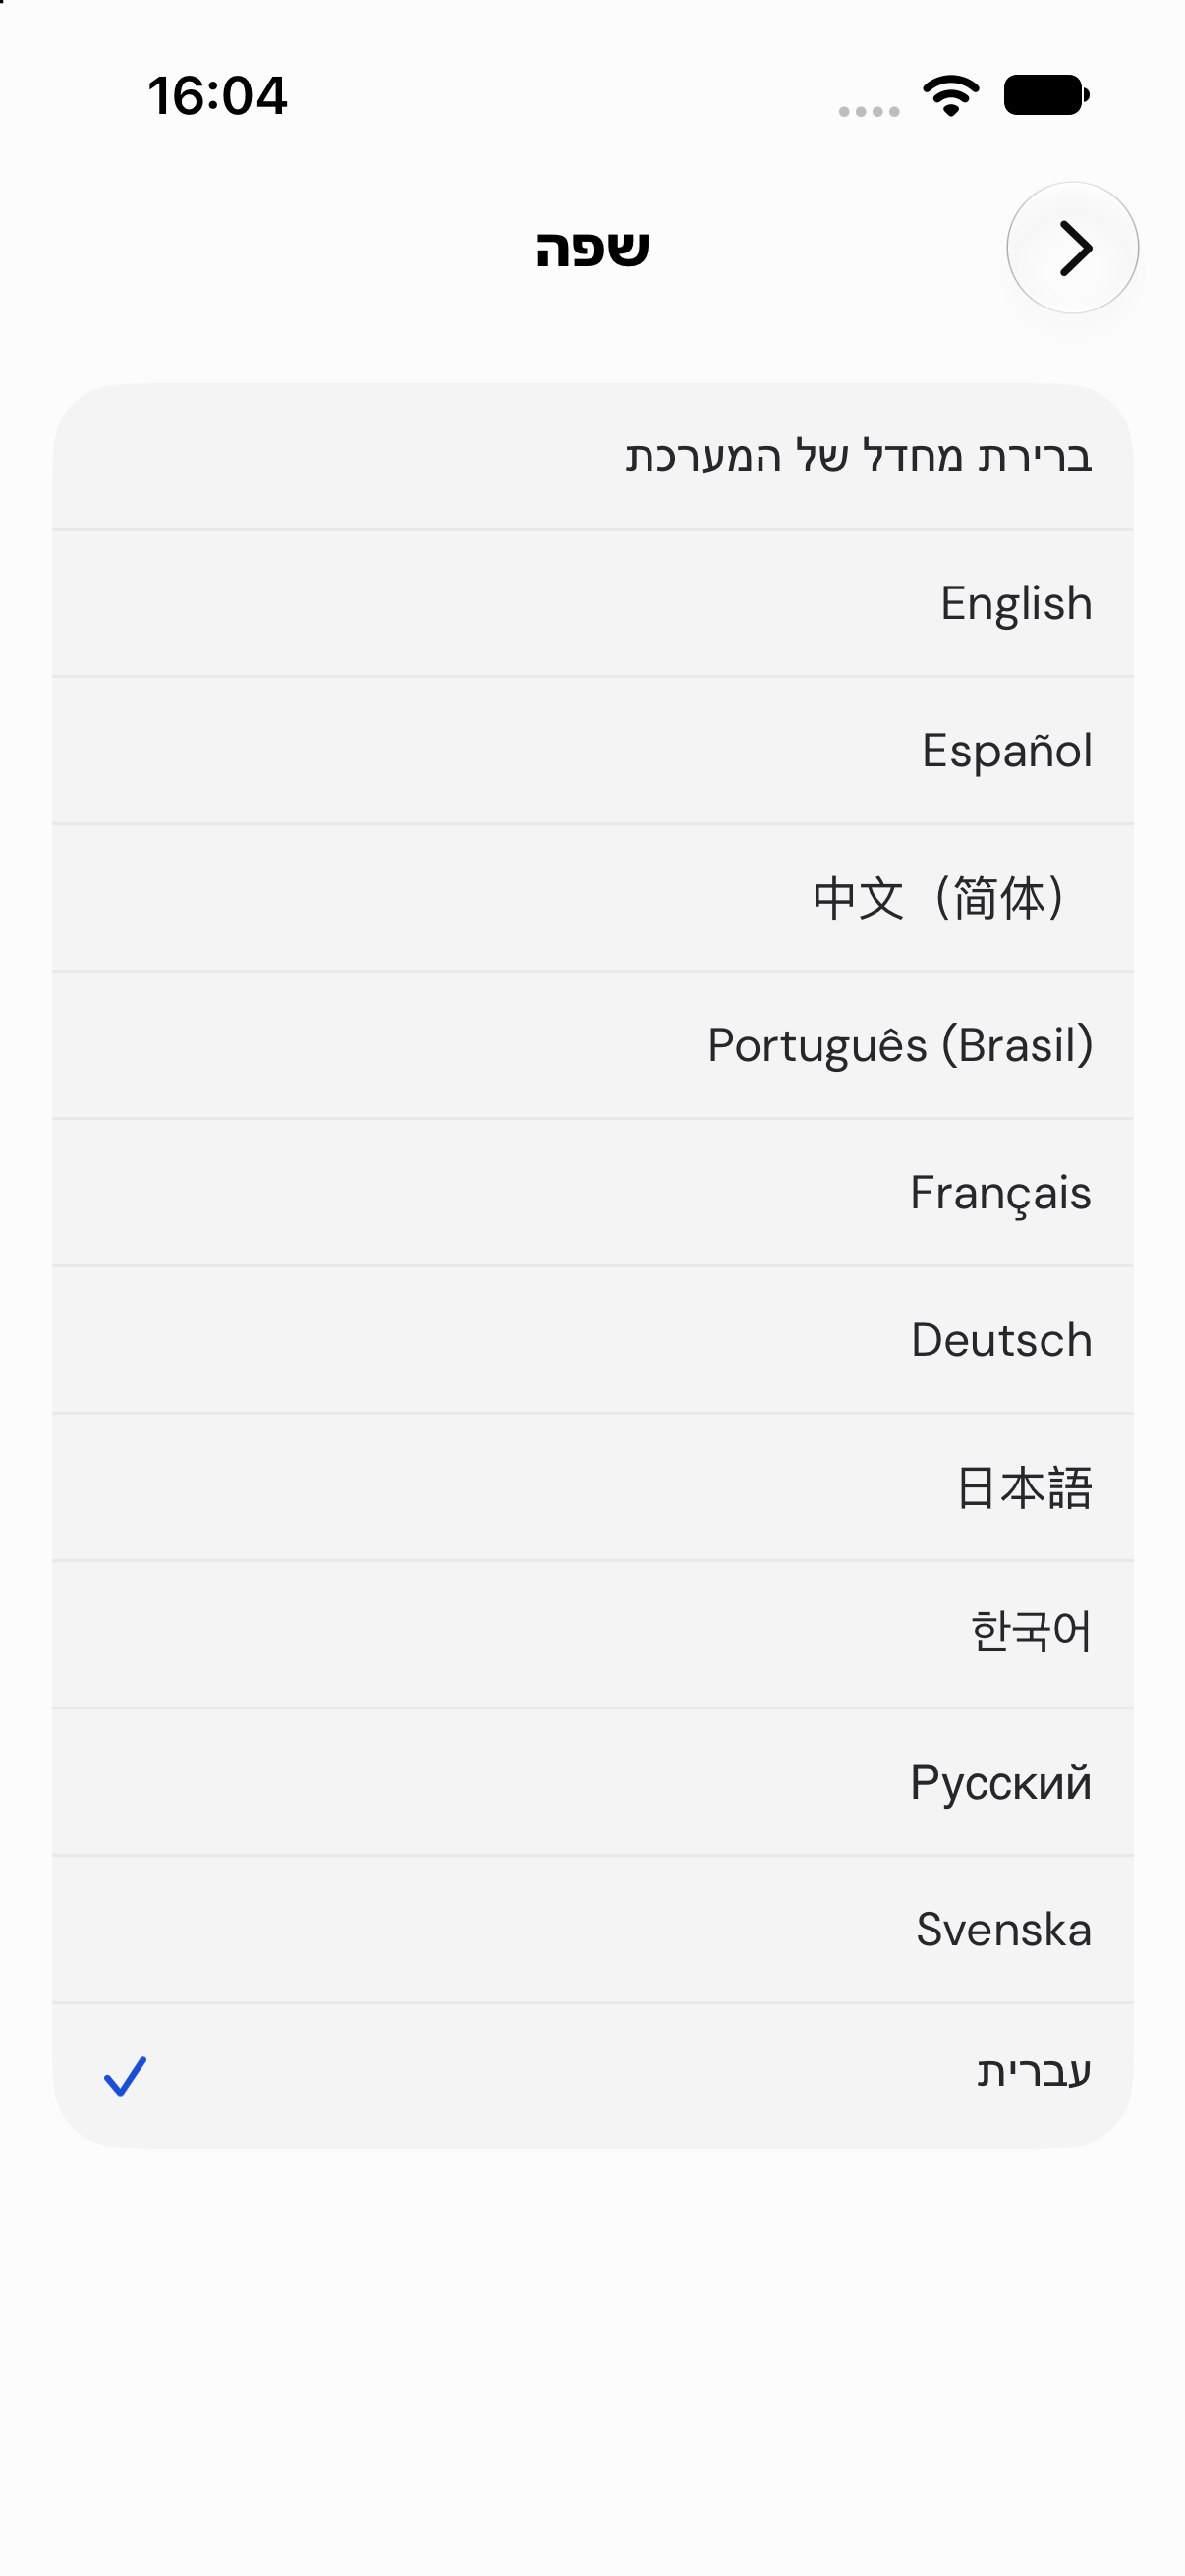 16:04
שפה
ברירת מחדל של המערכת
English
Español
中文（简体）
Português (Brasil)
Français
Deutsch
日本語
한국어
Русский
Svenska
עברית